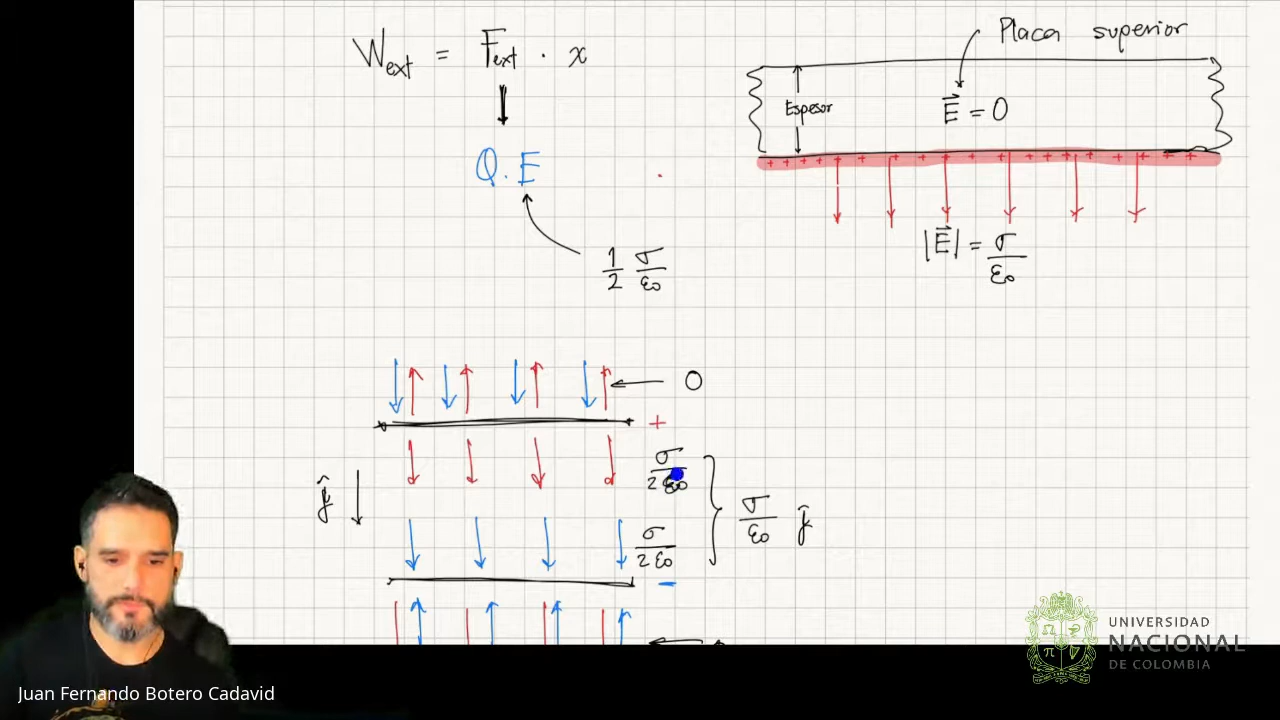 W_ext = F_ext · x
Q · E
1/2 σ/ε₀
Placa superior
Espesor
E⃗ = 0
+ + + + + + + + + + + + + + + +
|E⃗| = σ/ε₀
0
+
σ/2ε₀
ĵ
σ/ε₀ ĵ
σ/2ε₀
−
UNIVERSIDAD
NACIONAL
DE COLOMBIA
Juan Fernando Botero Cadavid